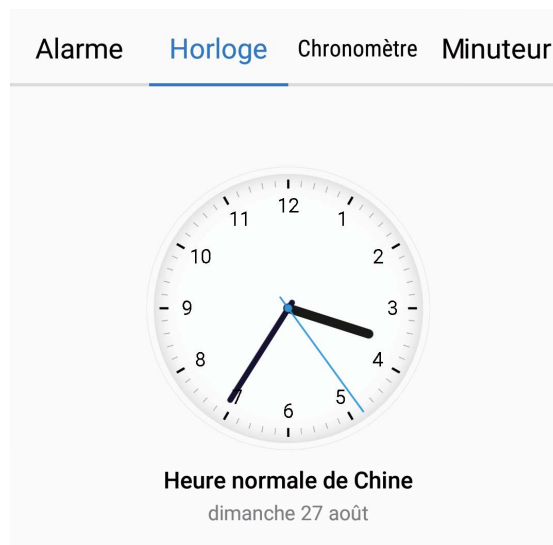 Alarme Horloge Chronomètre Minuteur
12
11 1
10 2
9 3
8 4
7 5
6
Heure normale de Chine
dimanche 27 août